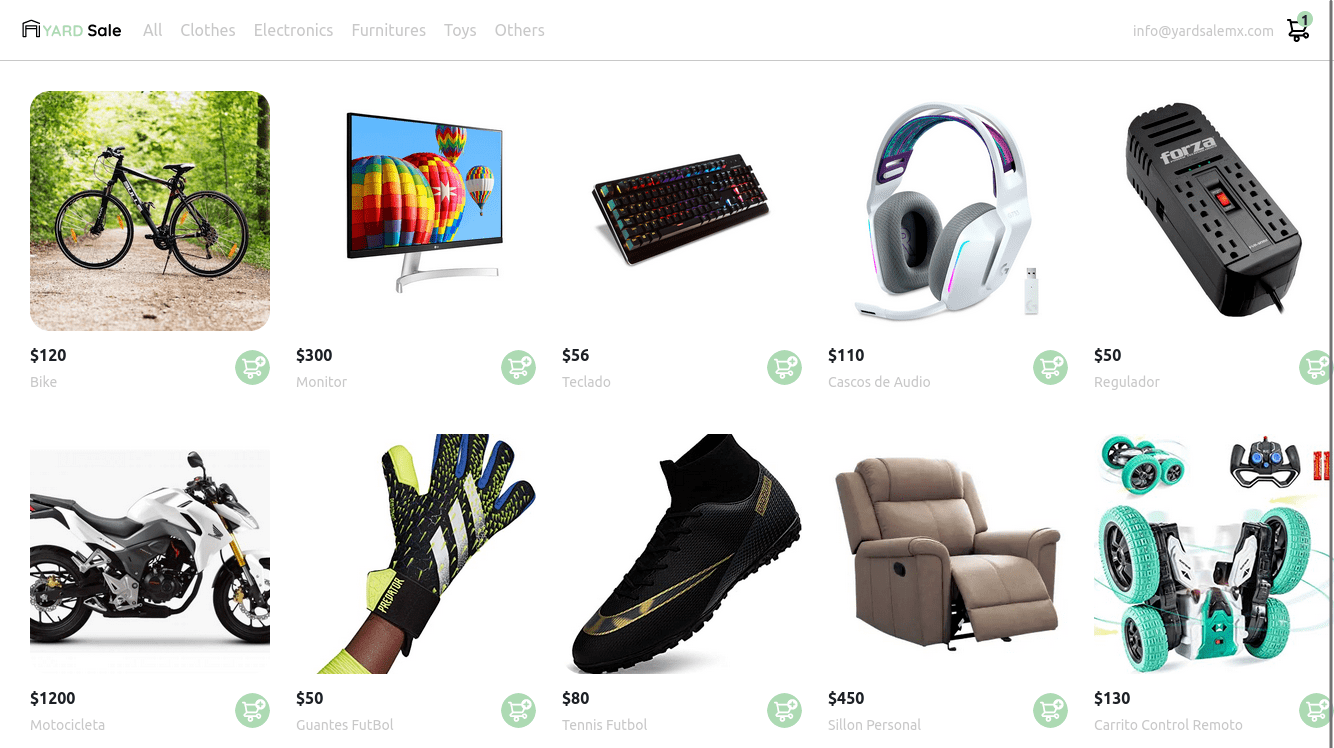 YARD Sale All Clothes Electronics Furnitures Toys Others info@yardsalemx.com 1
forza
$120 $300 $56 $110 $50
Bike Monitor Teclado Cascos de Audio Regulador
PREDATOR
$1200 $50 $80 $450 $130
Motocicleta Guantes FutBol Tennis Futbol Sillon Personal Carrito Control Remoto